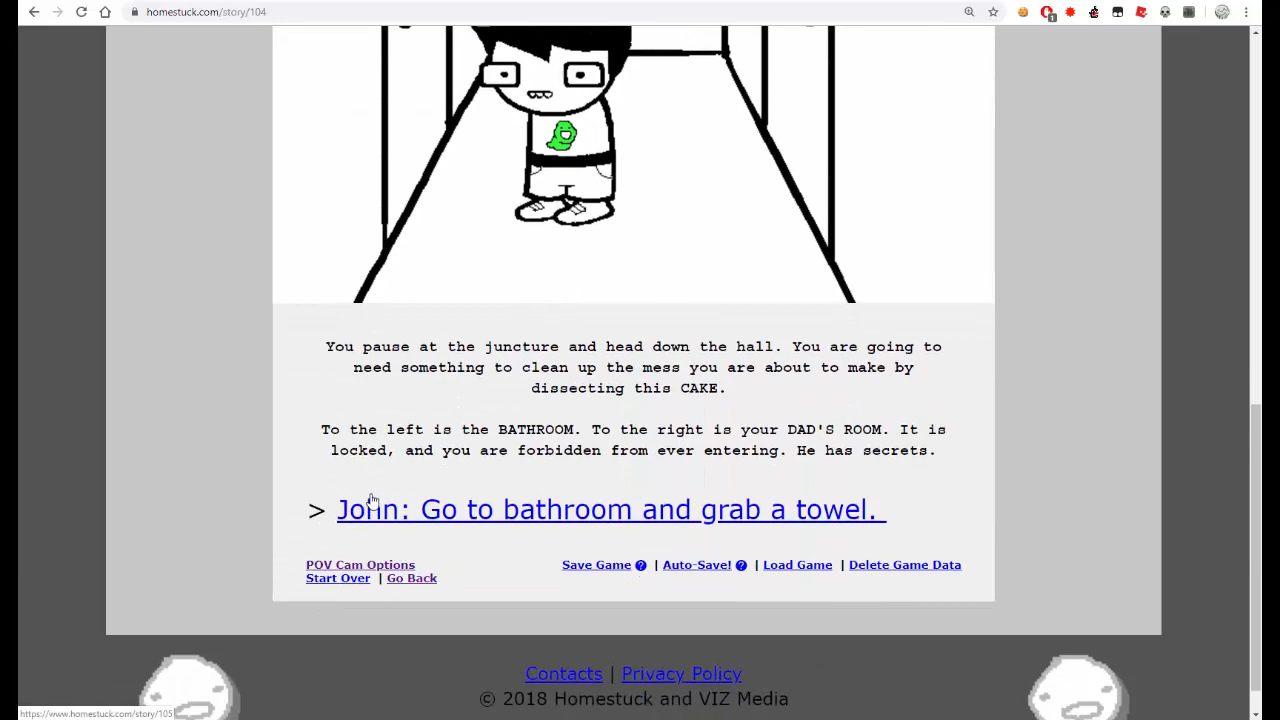 homestuck.com/story/104
1
You pause at the juncture and head down the hall. You are going to
need something to clean up the mess you are about to make by
dissecting this CAKE.
To the left is the BATHROOM. To the right is your DAD'S ROOM. It is
locked, and you are forbidden from ever entering. He has secrets.
> John: Go to bathroom and grab a towel.
POV Cam Options
Start Over | Go Back
Save Game ? | Auto-Save! ? | Load Game | Delete Game Data
Contacts | Privacy Policy
© 2018 Homestuck and VIZ Media
https://www.homestuck.com/story/105